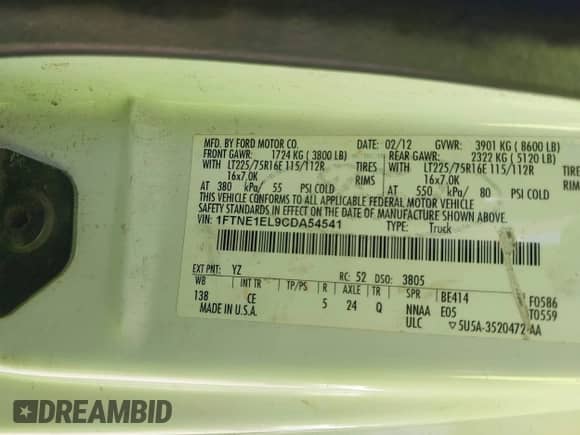 MFD. BY FORD MOTOR CO.
02/12 GVWR: 3901 KG ( 8600 LB)
FRONT GAWR: 1724 KG ( 3800 LB) REAR GAWR: 2322 KG ( 5120 LB)
WITH LT225/75R16E 115/112R TIRES WITH LT225/75R16E 115/112R TIRES
16x7.0K RIMS 16x7.0K RIMS
AT 380 kPa/ 55 PSI COLD AT 550 kPa/ 80 PSI COLD
THIS VEHICLE CONFORMS TO ALL APPLICABLE FEDERAL MOTOR VEHICLE
SAFETY STANDARDS IN EFFECT ON THE DATE OF MANUFACTURE SHOWN ABOVE.
VIN: 1FTNE1EL9CDA54541
TYPE: Truck
EXT PNT: YZ RC: 52 DSO: 3805
WB INT TR TP/PS R AXLE TR SPR BE414 F0586
138 CE 5 24 Q NNAA E05 T0559
MADE IN U.S.A. ULC ▽5U5A-3520472-AA
DREAMBID